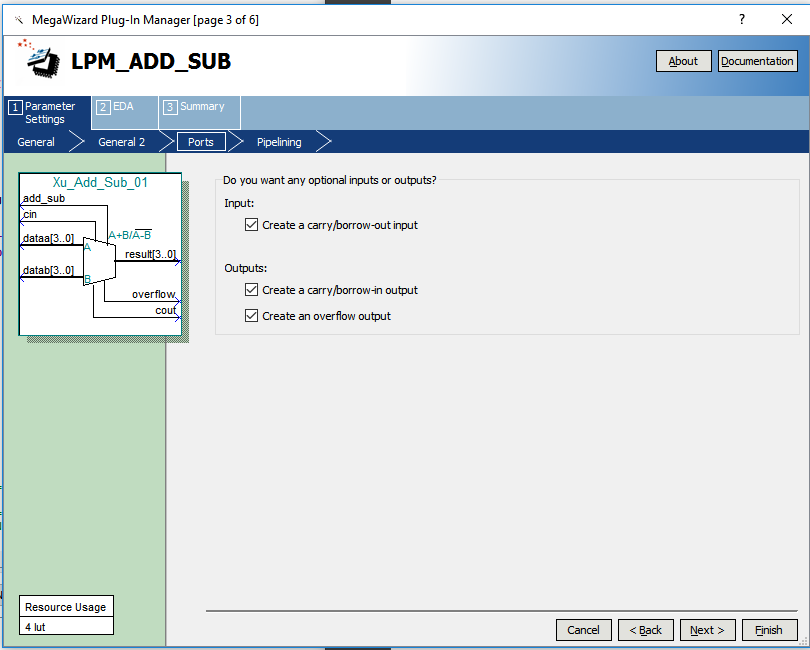 MegaWizard Plug-In Manager [page 3 of 6]
?
LPM_ADD_SUB
About
Documentation
1 Parameter Settings
2 EDA
3 Summary
General
General 2
Ports
Pipelining
Xu_Add_Sub_01
add_sub
cin
A+B/A-B
dataa[3..0]
A
result[3..0]
datab[3..0]
B
overflow
cout
Do you want any optional inputs or outputs?
Input:
Create a carry/borrow-out input
Outputs:
Create a carry/borrow-in output
Create an overflow output
Resource Usage
4 lut
Cancel
< Back
Next >
Finish